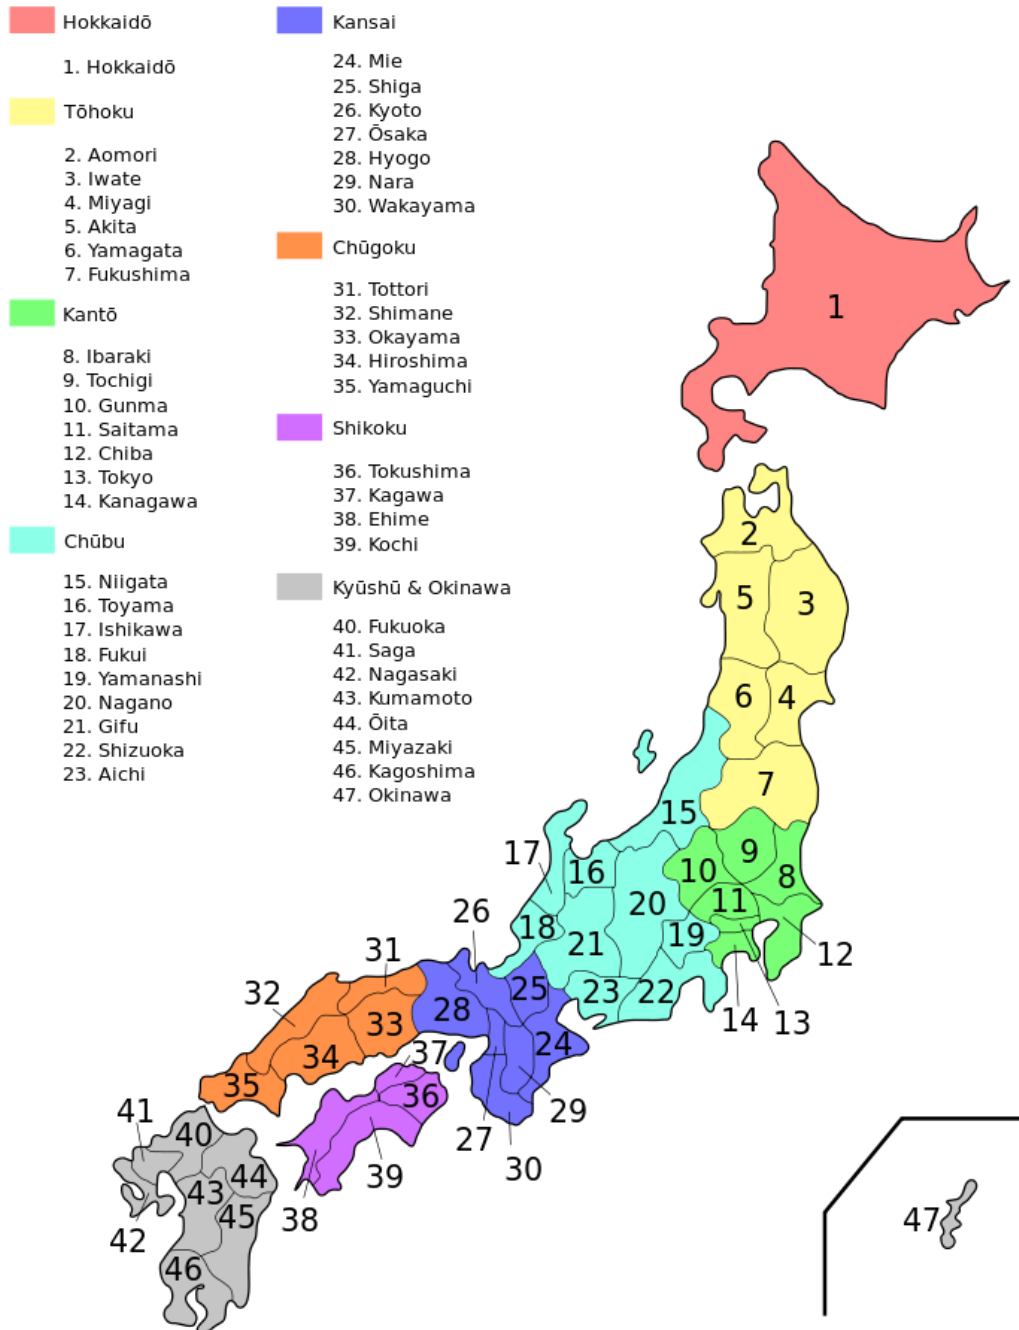 Hokkaidō
1. Hokkaidō
Tōhoku
2. Aomori
3. Iwate
4. Miyagi
5. Akita
6. Yamagata
7. Fukushima
Kantō
8. Ibaraki
9. Tochigi
10. Gunma
11. Saitama
12. Chiba
13. Tokyo
14. Kanagawa
Chūbu
15. Niigata
16. Toyama
17. Ishikawa
18. Fukui
19. Yamanashi
20. Nagano
21. Gifu
22. Shizuoka
23. Aichi
Kansai
24. Mie
25. Shiga
26. Kyoto
27. Ōsaka
28. Hyogo
29. Nara
30. Wakayama
Chūgoku
31. Tottori
32. Shimane
33. Okayama
34. Hiroshima
35. Yamaguchi
Shikoku
36. Tokushima
37. Kagawa
38. Ehime
39. Kochi
Kyūshū & Okinawa
40. Fukuoka
41. Saga
42. Nagasaki
43. Kumamoto
44. Ōita
45. Miyazaki
46. Kagoshima
47. Okinawa
1
2
5
3
6
4
7
15
17
16
10
9
8
11
20
26
18
21
19
12
31
32
28
25
23
22
14
13
33
34
37
24
35
36
29
41
40
27
30
39
44
43
42
45
38
46
47